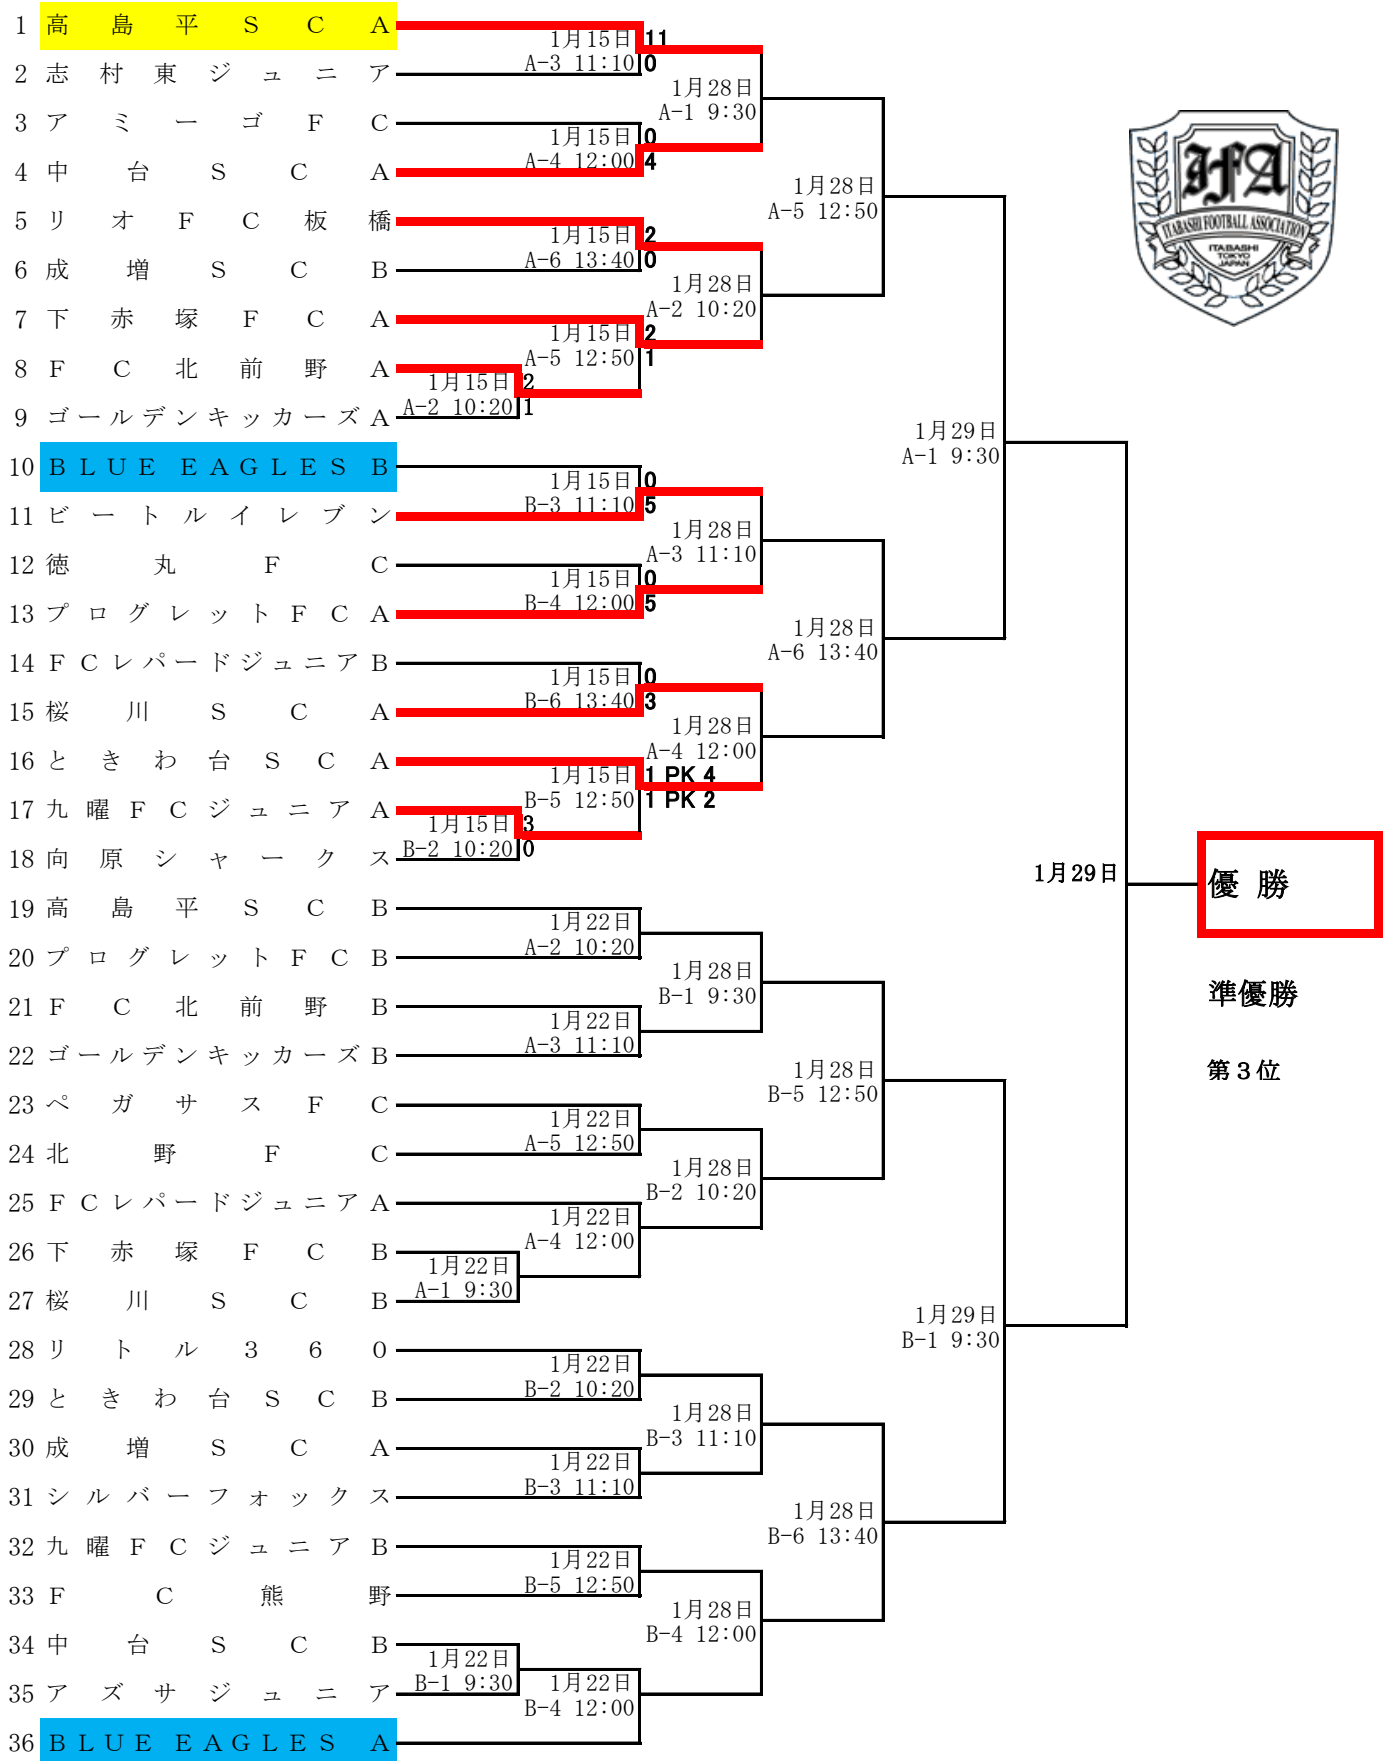 1 高島平SCA
1月15日 11
A-3 11:10 0
2 志村東ジュニア
1月28日
A-1 9:30
3 アミーゴFC
1月15日 0
A-4 12:00 4
4 中台SCA
1月28日
A-5 12:50
5 リオFC板橋
1月15日 2
A-6 13:40 0
6 成増SCB
1月28日
A-2 10:20
7 下赤塚FCA
1月15日 2
A-5 12:50 1
8 FC北前野A
1月15日 2
A-2 10:20 1
9 ゴールデンキッカーズA
1月29日
A-1 9:30
10 BLUE EAGLES B
1月15日 0
B-3 11:10 5
11 ビートルイレブン
1月28日
A-3 11:10
12 徳丸FC
1月15日 0
B-4 12:00 5
13 プログレットFCA
1月28日
A-6 13:40
14 FCレパードジュニアB
1月15日 0
B-6 13:40 3
15 桜川SCA
1月28日
A-4 12:00
16 ときわ台SCA
1月15日 1 PK 4
B-5 12:50 1 PK 2
17 九曜FCジュニアA
1月15日 3
B-2 10:20 0
18 向原シャークス
1月29日
優勝
準優勝
第3位
19 高島平SCB
1月22日
A-2 10:20
20 プログレットFCB
1月28日
B-1 9:30
21 FC北前野B
1月22日
A-3 11:10
22 ゴールデンキッカーズB
1月28日
B-5 12:50
23 ペガサスFC
1月22日
A-5 12:50
24 北野FC
1月28日
B-2 10:20
25 FCレパードジュニアA
1月22日
A-4 12:00
26 下赤塚FCB
1月22日
A-1 9:30
27 桜川SCB
1月29日
B-1 9:30
28 リトル360
1月22日
B-2 10:20
29 ときわ台SCB
1月28日
B-3 11:10
30 成増SCA
1月22日
B-3 11:10
31 シルバーフォックス
1月28日
B-6 13:40
32 九曜FCジュニアB
1月22日
B-5 12:50
33 FC熊野
1月28日
B-4 12:00
34 中台SCB
1月22日
B-1 9:30
35 アズサジュニア
1月22日
B-4 12:00
36 BLUE EAGLES A
IFA
ITABASHI FOOTBALL ASSOCIATION
ITABASHI
TOKYO
JAPAN